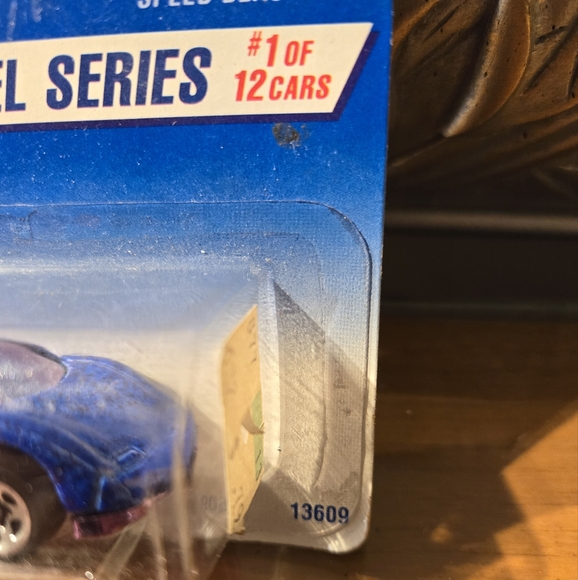 EL SERIES
#1 OF
12 CARS
13609